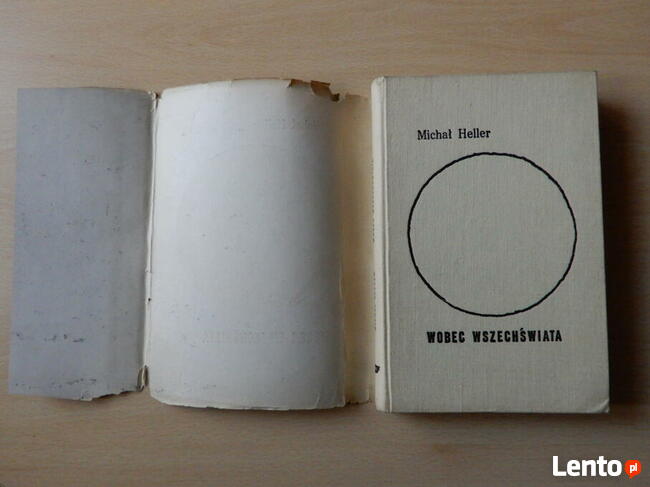 Michał Heller
WOBEC WSZECHŚWIATA
Lento.pl